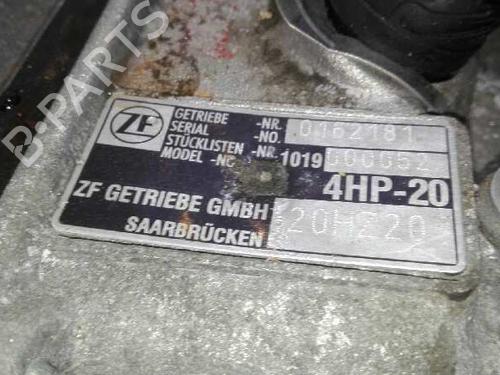 B-PARTS
ZF
GETRIEBE -NR.
SERIAL -NO. 0162181
STÜCKLISTEN -NR.
MODEL -NO. 1019 000052
4HP-20
ZF GETRIEBE GMBH 20HZ20
SAARBRÜCKEN